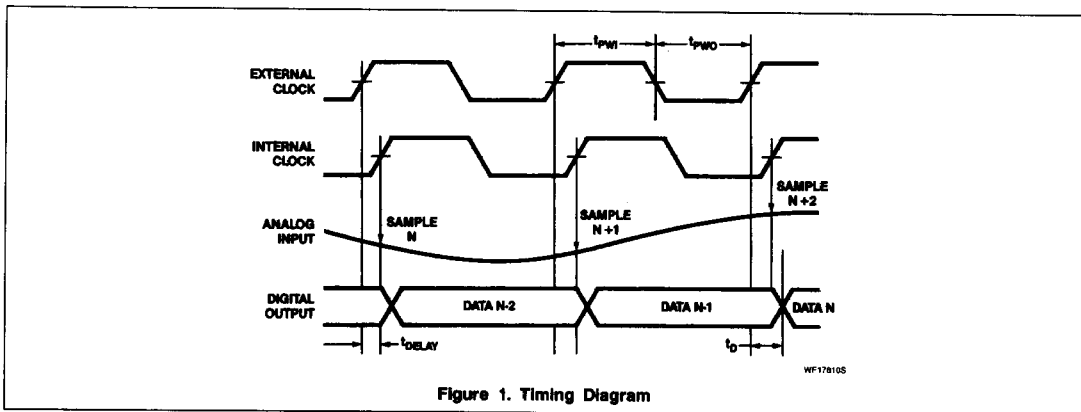 tPWI
tPWO
EXTERNAL
CLOCK
INTERNAL
CLOCK
SAMPLE
N
SAMPLE
N +1
SAMPLE
N +2
ANALOG
INPUT
DIGITAL
OUTPUT
DATA N-2
DATA N-1
DATA N
tDELAY
tD
WF17810S
Figure 1. Timing Diagram